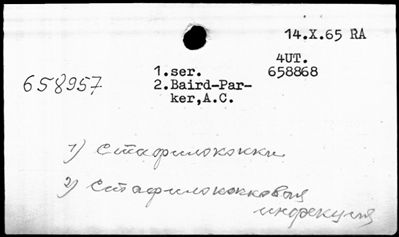 14.X.65 RA
4UT.
1.ser. 658868
658957
2.Baird-Par-
ker,A.C.
1) Стафилококки
2) Стафилококковая
инфекция